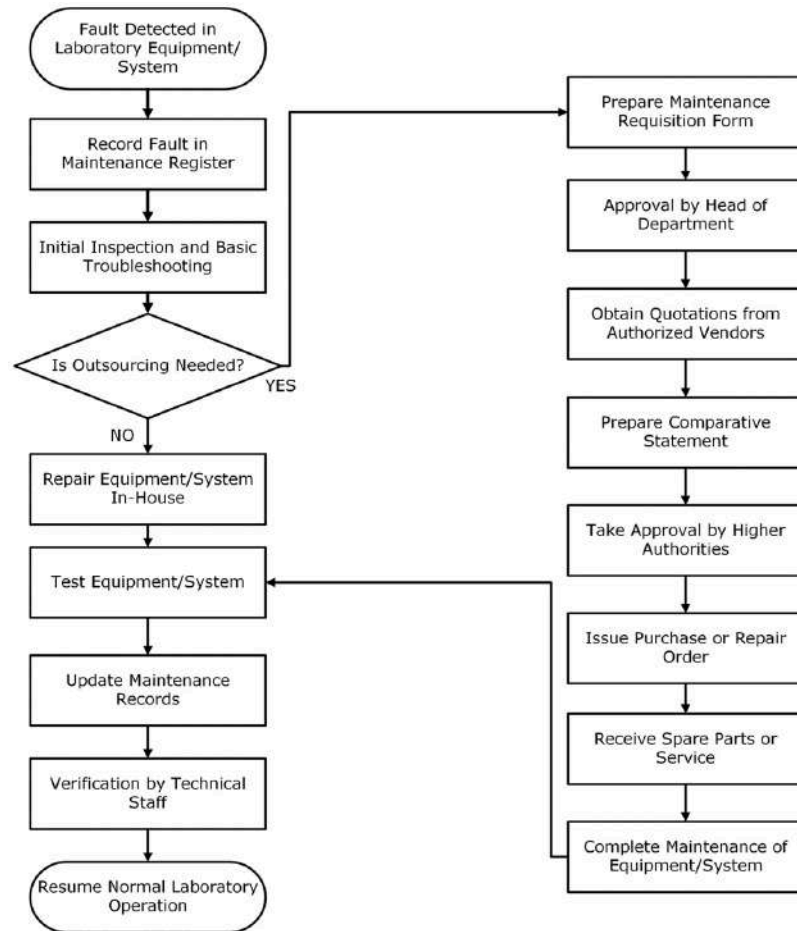 Fault Detected in
Laboratory Equipment/
System
Record Fault in
Maintenance Register
Initial Inspection and Basic
Troubleshooting
Is Outsourcing Needed?
YES
NO
Repair Equipment/System
In-House
Test Equipment/System
Update Maintenance
Records
Verification by Technical
Staff
Resume Normal Laboratory
Operation
Prepare Maintenance
Requisition Form
Approval by Head of
Department
Obtain Quotations from
Authorized Vendors
Prepare Comparative
Statement
Take Approval by Higher
Authorities
Issue Purchase or Repair
Order
Receive Spare Parts or
Service
Complete Maintenance of
Equipment/System